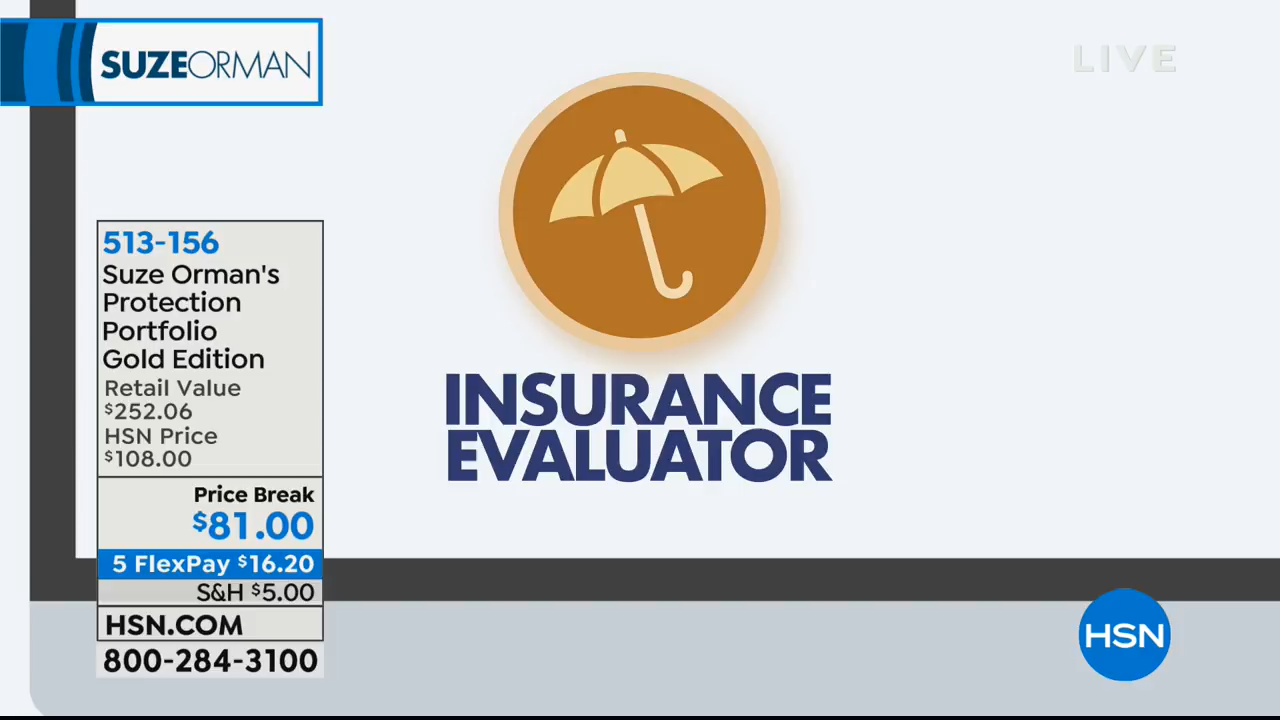 SUZEORMAN
LIVE
INSURANCE
EVALUATOR
513-156
Suze Orman's
Protection
Portfolio
Gold Edition
Retail Value
$252.06
HSN Price
$108.00
Price Break
$81.00
5 FlexPay $16.20
S&H $5.00
HSN.COM
800-284-3100
HSN